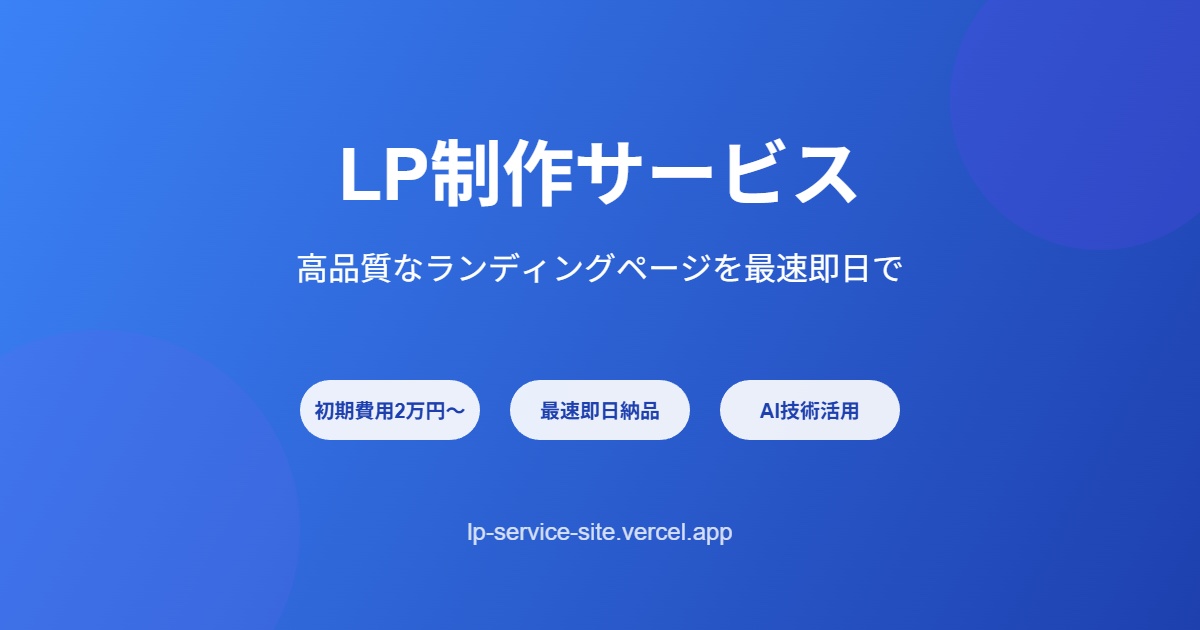 LP制作サービス
高品質なランディングページを最速即日で
初期費用2万円〜
最速即日納品
AI技術活用
lp-service-site.vercel.app